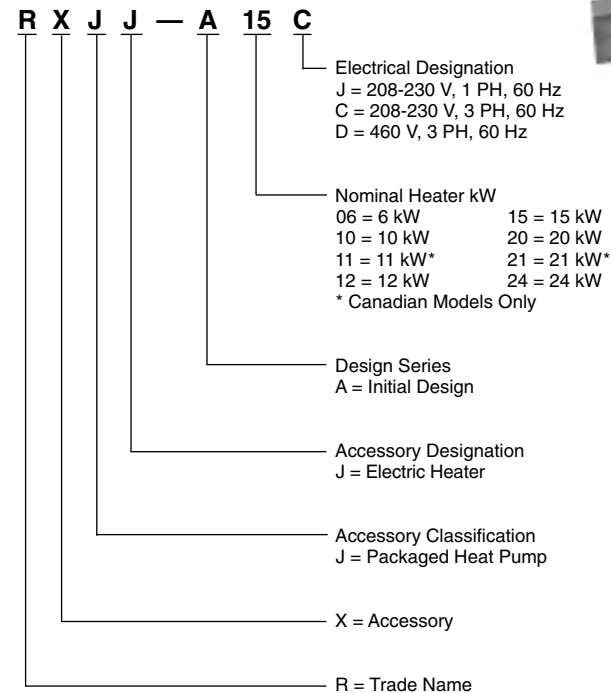 R X J J — A 15 C
Electrical Designation
J = 208-230 V, 1 PH, 60 Hz
C = 208-230 V, 3 PH, 60 Hz
D = 460 V, 3 PH, 60 Hz
Nominal Heater kW
06 = 6 kW 15 = 15 kW
10 = 10 kW 20 = 20 kW
11 = 11 kW* 21 = 21 kW*
12 = 12 kW 24 = 24 kW
* Canadian Models Only
Design Series
A = Initial Design
Accessory Designation
J = Electric Heater
Accessory Classification
J = Packaged Heat Pump
X = Accessory
R = Trade Name